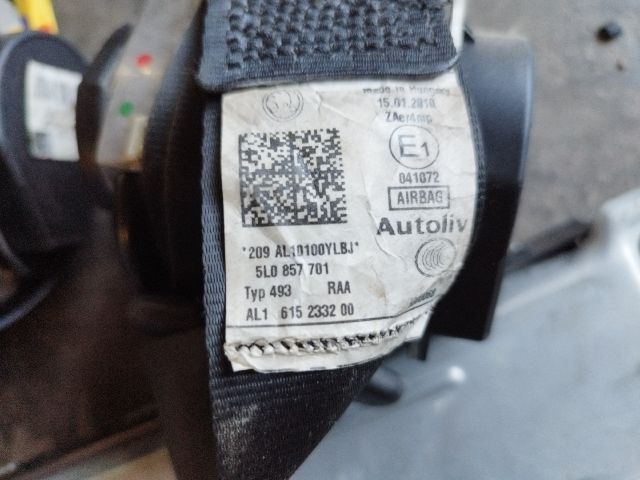 Made in Hungary
15.01.2010
ZAer4mp
E1
041072
AIRBAG
Autoliv
*209 AL10100YLBJ*
5L0 857 701
Typ 493 RAA
AL1 615 2332 00